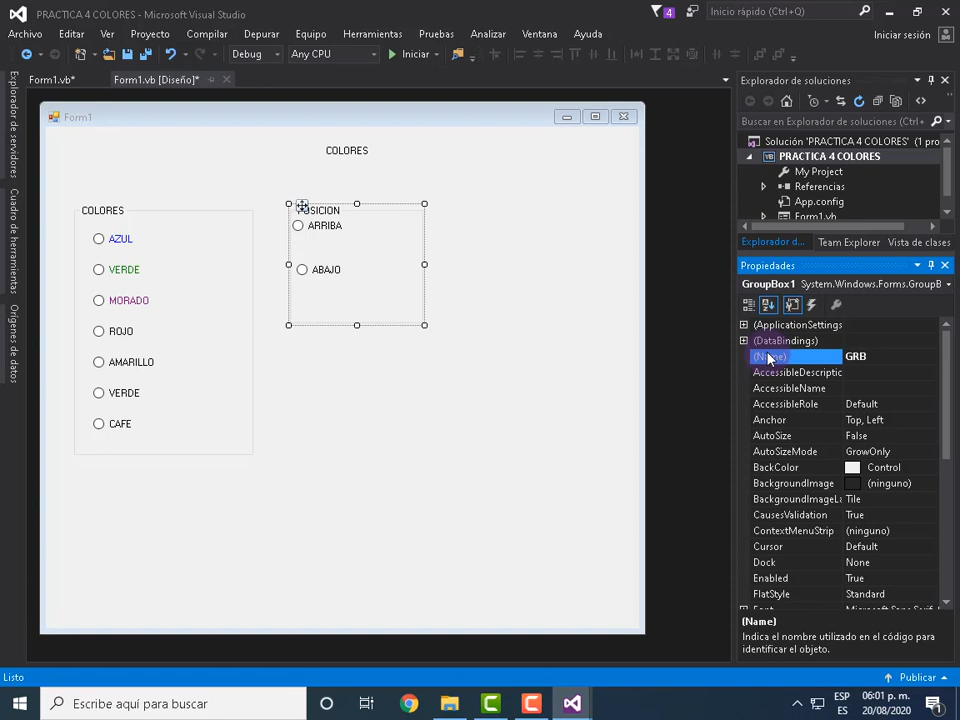 PRACTICA 4 COLORES - Microsoft Visual Studio
4
Inicio rápido (Ctrl+Q)
Archivo Editar Ver Proyecto Compilar Depurar Equipo Herramientas Pruebas Analizar Ventana Ayuda
Iniciar sesión
Debug Any CPU Iniciar
Form1.vb* Form1.vb [Diseño]*
Explorador de servidores
Cuadro de herramientas
Orígenes de datos
Form1
COLORES
COLORES
AZUL
VERDE
MORADO
ROJO
AMARILLO
VERDE
CAFE
POSICION
ARRIBA
ABAJO
Explorador de soluciones
Buscar en Explorador de soluciones (Ctrl+
Solución 'PRACTICA 4 COLORES' (1 pro
PRACTICA 4 COLORES
My Project
Referencias
App.config
Form1.vb
Explorador d... Team Explorer Vista de clases
Propiedades
GroupBox1 System.Windows.Forms.GroupB
(ApplicationSettings
(DataBindings)
(Name) GRB
AccessibleDescriptic
AccessibleName
AccessibleRole Default
Anchor Top, Left
AutoSize False
AutoSizeMode GrowOnly
BackColor Control
BackgroundImage (ninguno)
BackgroundImageLa Tile
CausesValidation True
ContextMenuStrip (ninguno)
Cursor Default
Dock None
Enabled True
FlatStyle Standard
Font Microsoft Sans Serif
(Name)
Indica el nombre utilizado en el código para
identificar el objeto.
Listo
Publicar
Escribe aquí para buscar
ESP
ES
06:01 p. m.
20/08/2020
1